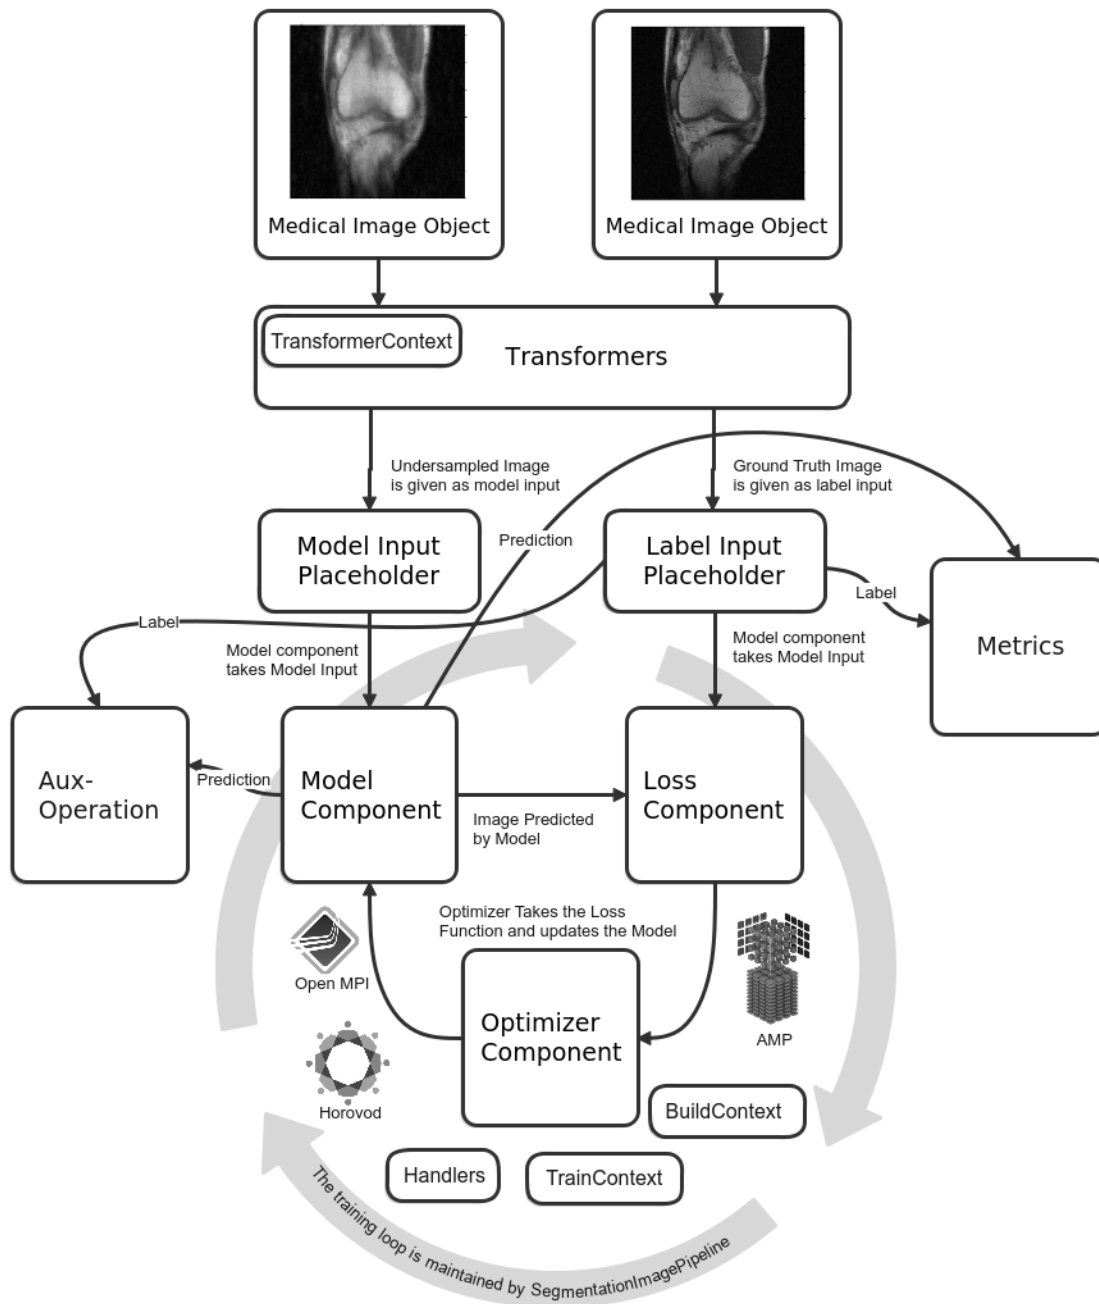 Medical Image Object
Medical Image Object
TransformerContext
Transformers
Undersampled Image
is given as model input
Ground Truth Image
is given as label input
Model Input
Placeholder
Prediction
Label Input
Placeholder
Label
Label
Model component
takes Model Input
Model component
takes Model Input
Metrics
Aux-
Operation
Prediction
Model
Component
Image Predicted
by Model
Loss
Component
Optimizer Takes the Loss
Function and updates the Model
Open MPI
Optimizer
Component
AMP
Horovod
BuildContext
Handlers
TrainContext
The training loop is maintained by SegmentationImagePipeline